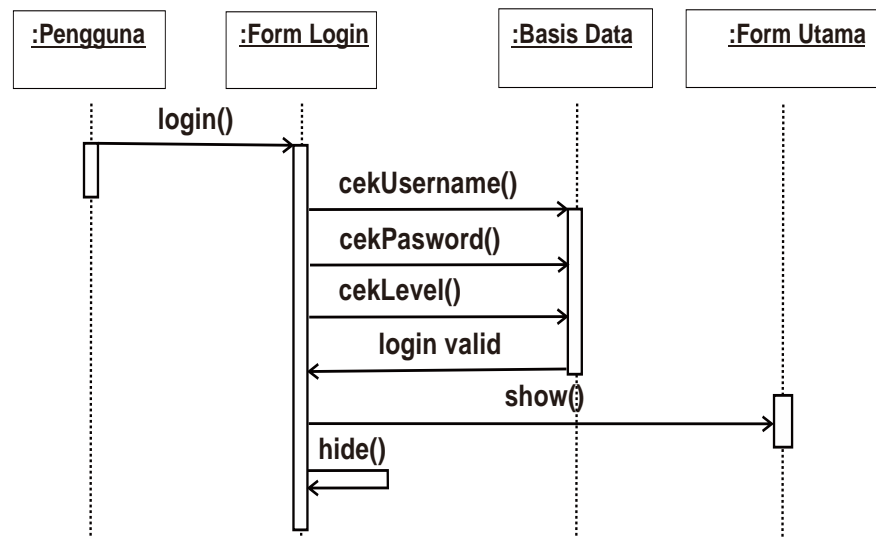 :Pengguna
:Form Login
:Basis Data
:Form Utama
login()
cekUsername()
cekPasword()
cekLevel()
login valid
show()
hide()